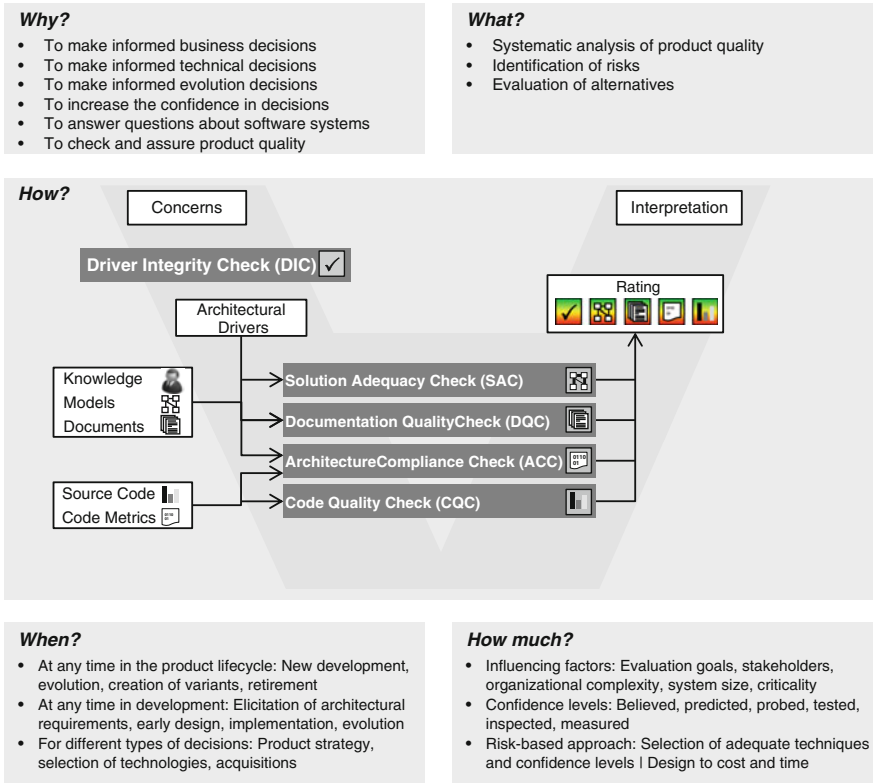 Why?
• To make informed business decisions
• To make informed technical decisions
• To make informed evolution decisions
• To increase the confidence in decisions
• To answer questions about software systems
• To check and assure product quality
What?
• Systematic analysis of product quality
• Identification of risks
• Evaluation of alternatives
How?
Concerns
Interpretation
Driver Integrity Check (DIC)
Rating
Architectural
Drivers
Knowledge
Models
Documents
Solution Adequacy Check (SAC)
Documentation QualityCheck (DQC)
ArchitectureCompliance Check (ACC)
0110
01
Source Code
Code Metrics
Code Quality Check (CQC)
When?
• At any time in the product lifecycle: New development,
evolution, creation of variants, retirement
• At any time in development: Elicitation of architectural
requirements, early design, implementation, evolution
• For different types of decisions: Product strategy,
selection of technologies, acquisitions
How much?
• Influencing factors: Evaluation goals, stakeholders,
organizational complexity, system size, criticality
• Confidence levels: Believed, predicted, probed, tested,
inspected, measured
• Risk-based approach: Selection of adequate techniques
and confidence levels | Design to cost and time